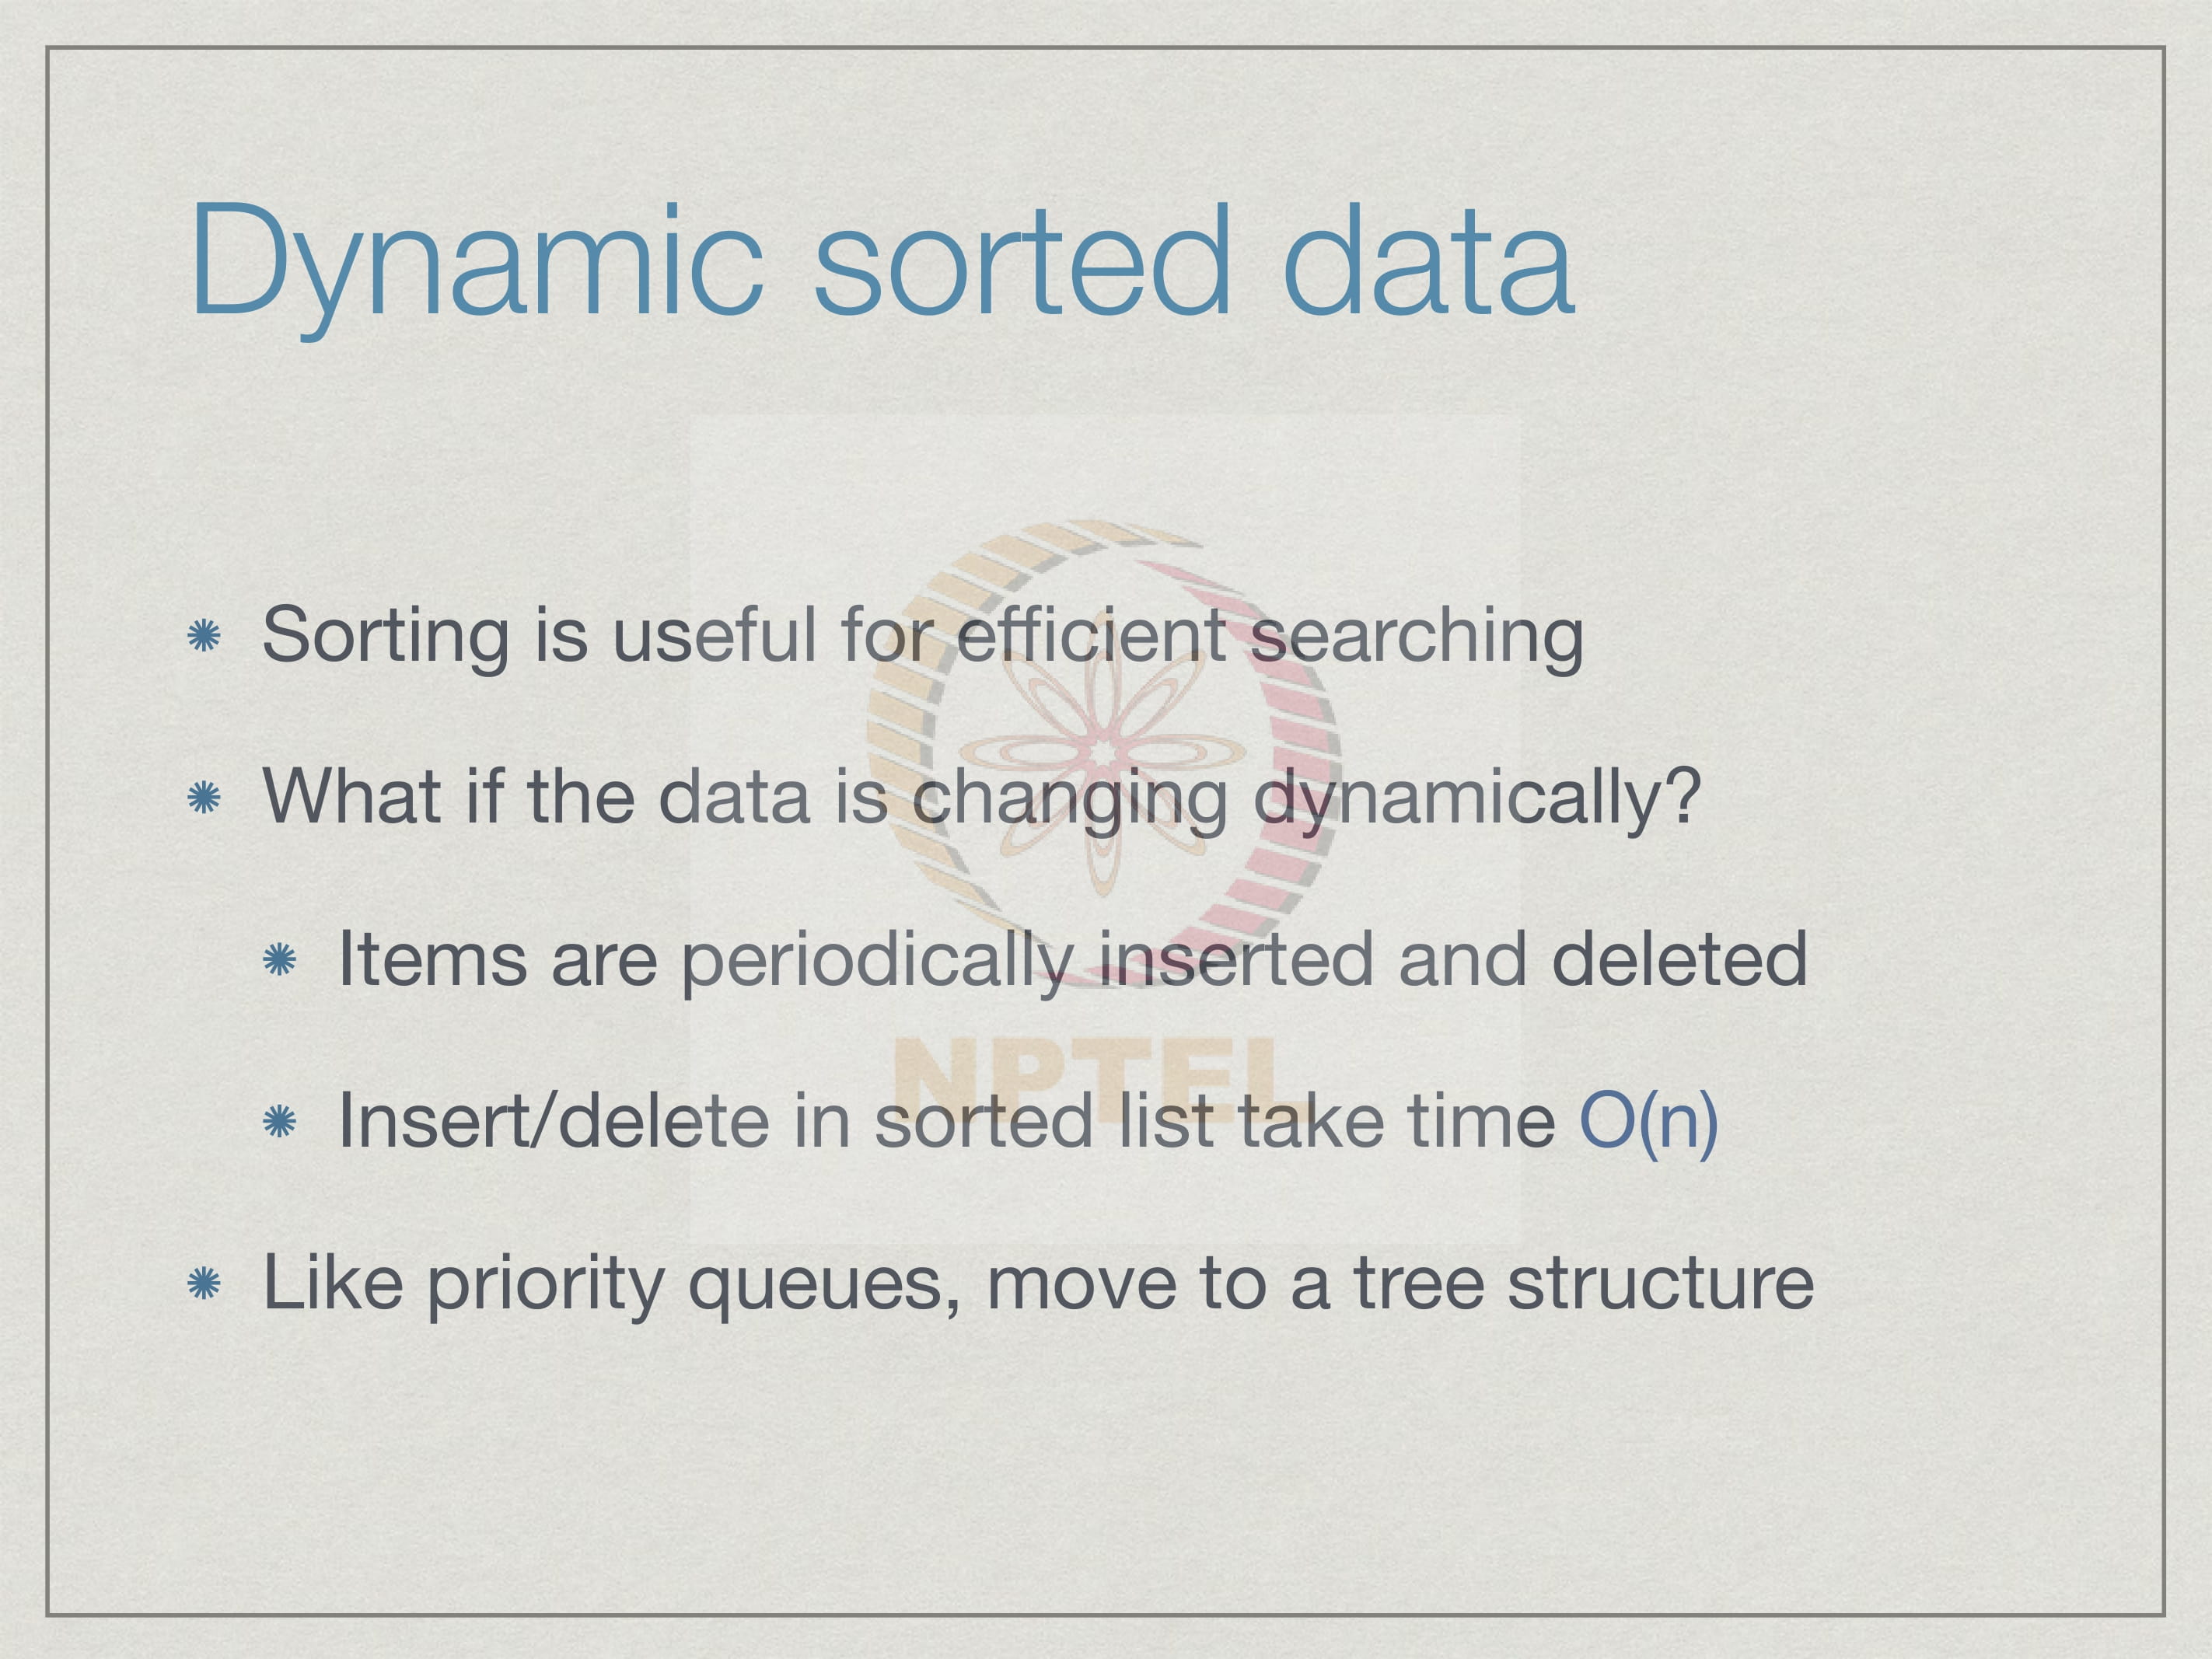 Dynamic sorted data
Sorting is useful for efficient searching
What if the data is changing dynamically?
Items are periodically inserted and deleted
NPTEL
Insert/delete in sorted list take time O(n)
Like priority queues, move to a tree structure